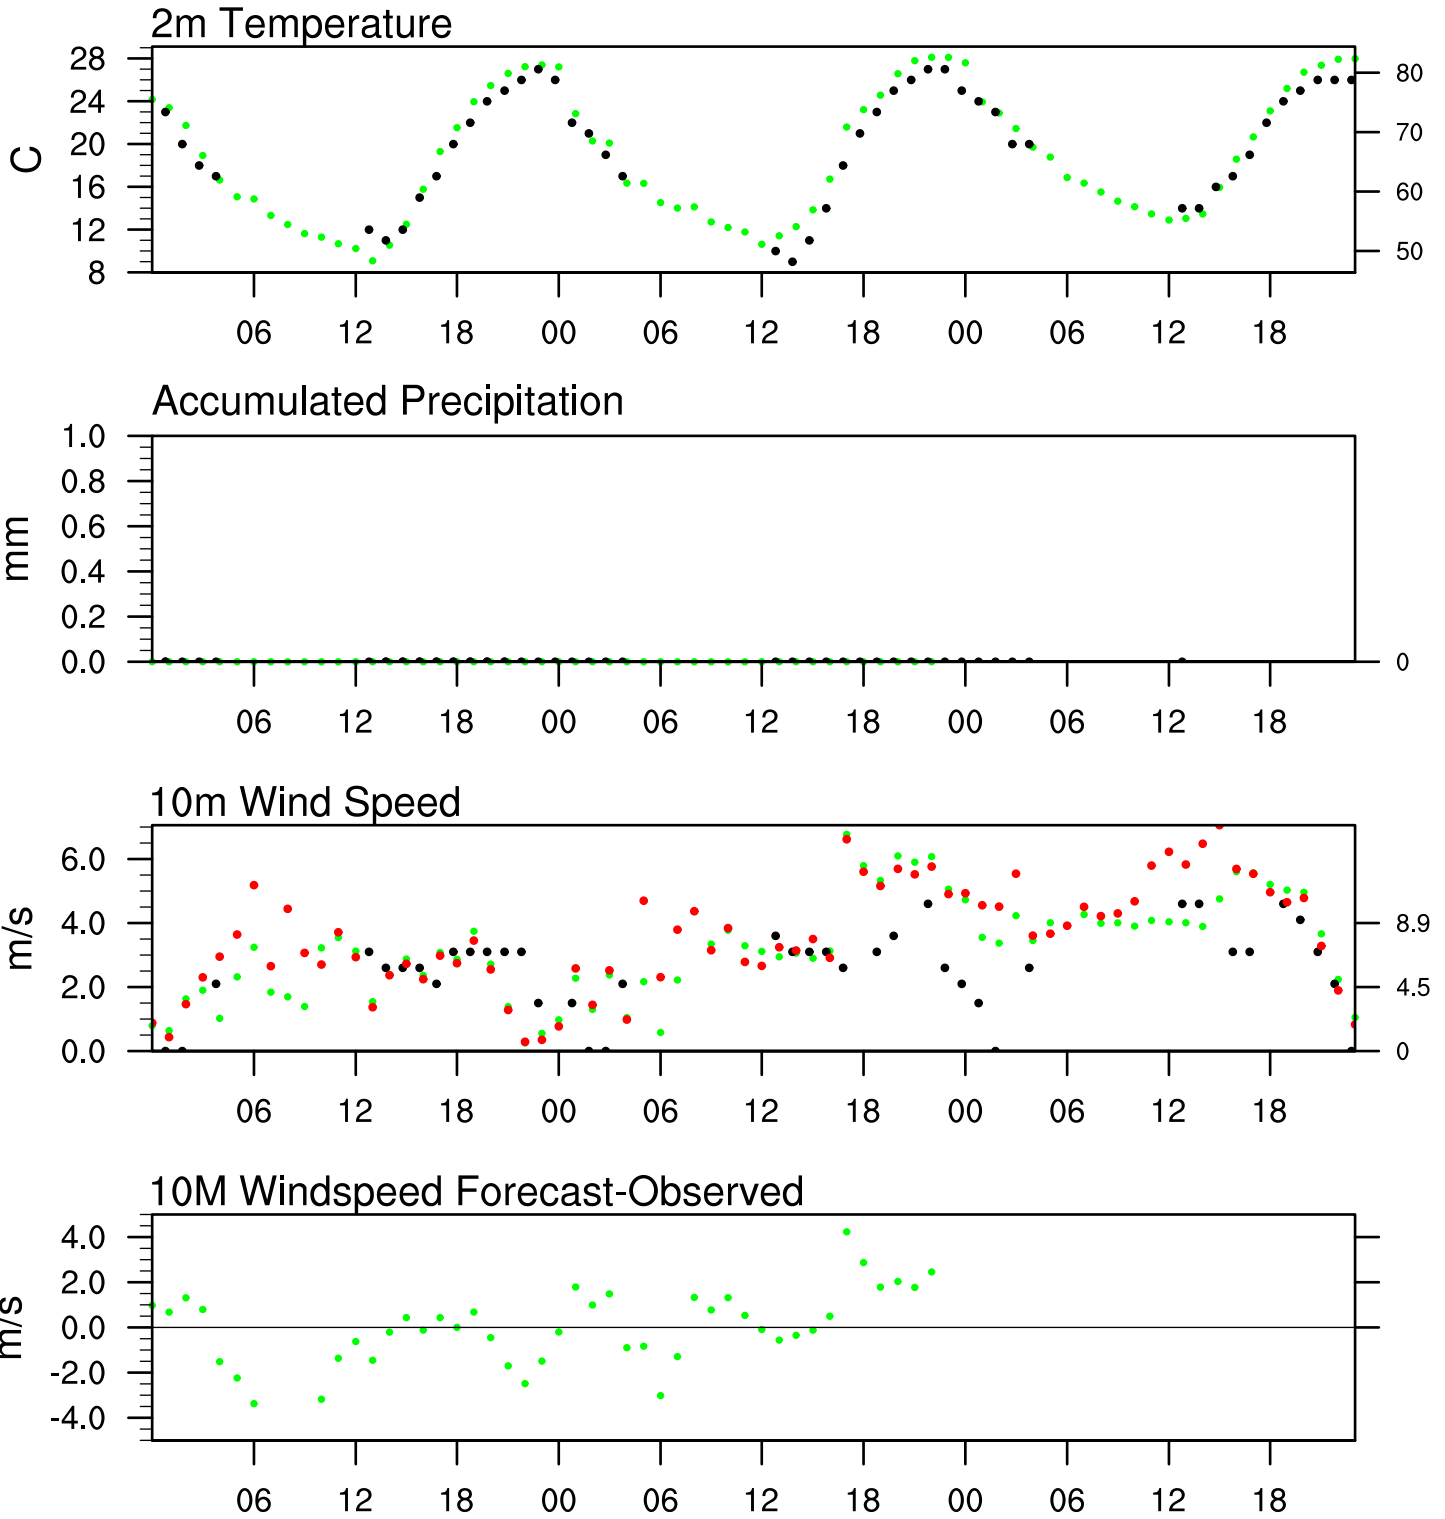 2m Temperature
28
24
20
16
12
8
C
80
70
60
50
06 12 18 00 06 12 18 00 06 12 18
Accumulated Precipitation
1.0
0.8
0.6
0.4
0.2
0.0
mm
0
06 12 18 00 06 12 18 00 06 12 18
10m Wind Speed
6.0
4.0
2.0
0.0
m/s
8.9
4.5
0
06 12 18 00 06 12 18 00 06 12 18
10M Windspeed Forecast-Observed
4.0
2.0
0.0
-2.0
-4.0
m/s
06 12 18 00 06 12 18 00 06 12 18